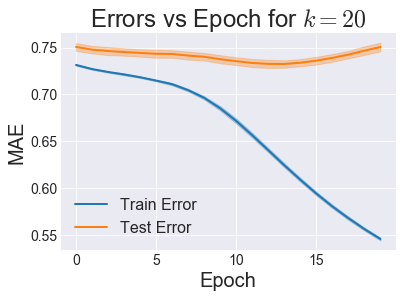 Errors vs Epoch for k = 20
0.75
0.70
0.65
0.60
0.55
MAE
Train Error
Test Error
0 5 10 15
Epoch